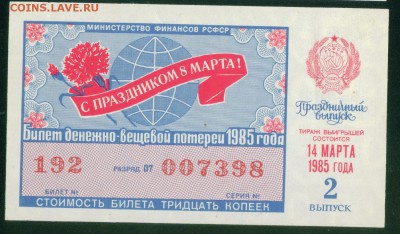 COINS.LAVE.RU
МИНИСТЕРСТВО ФИНАНСОВ РСФСР
С ПРАЗДНИКОМ 8 МАРТА!
Билет денежно-вещевой лотереи 1985 года
192 РАЗРЯД 07 007398
БИЛЕТ № СЕРИЯ №
СТОИМОСТЬ БИЛЕТА ТРИДЦАТЬ КОПЕЕК
Праздничный
выпуск
ТИРАЖ ВЫИГРЫШЕЙ
СОСТОИТСЯ
14 МАРТА
1985 ГОДА
2
ВЫПУСК